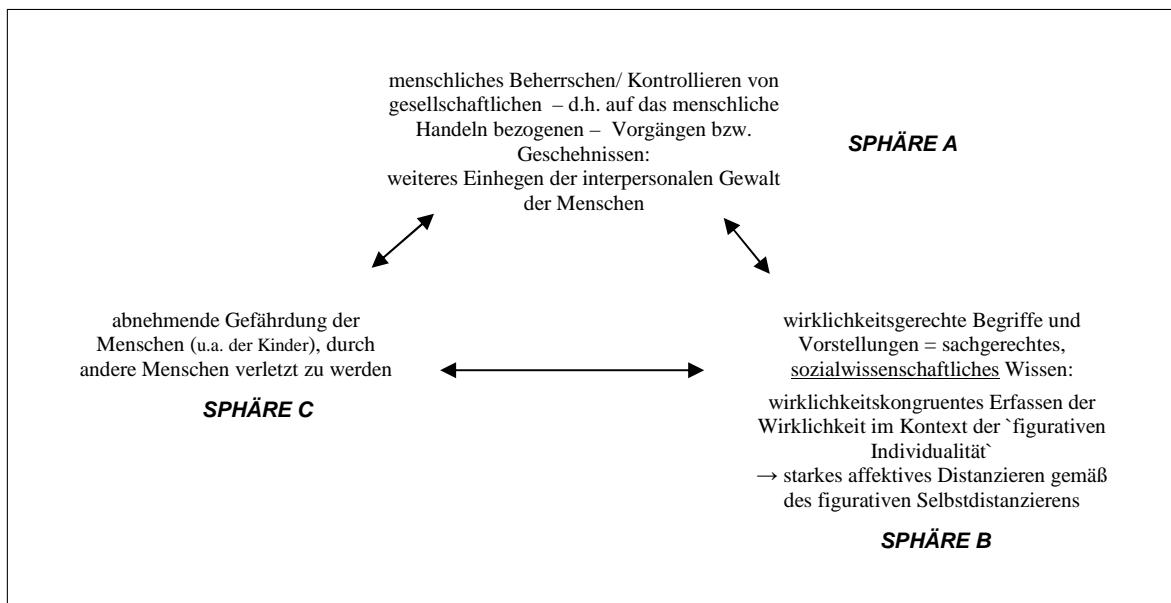 menschliches Beherrschen/ Kontrollieren von
gesellschaftlichen – d.h. auf das menschliche
Handeln bezogenen – Vorgängen bzw.
Geschehnissen:
weiteres Einhegen der interpersonalen Gewalt
der Menschen
SPHÄRE A
abnehmende Gefährdung der
Menschen (u.a. der Kinder), durch
andere Menschen verletzt zu werden
SPHÄRE C
wirklichkeitsgerechte Begriffe und
Vorstellungen = sachgerechtes,
sozialwissenschaftliches Wissen:
wirklichkeitskongruentes Erfassen der
Wirklichkeit im Kontext der `figurativen
Individualität`
→ starkes affektives Distanzieren gemäß
des figurativen Selbstdistanzierens
SPHÄRE B